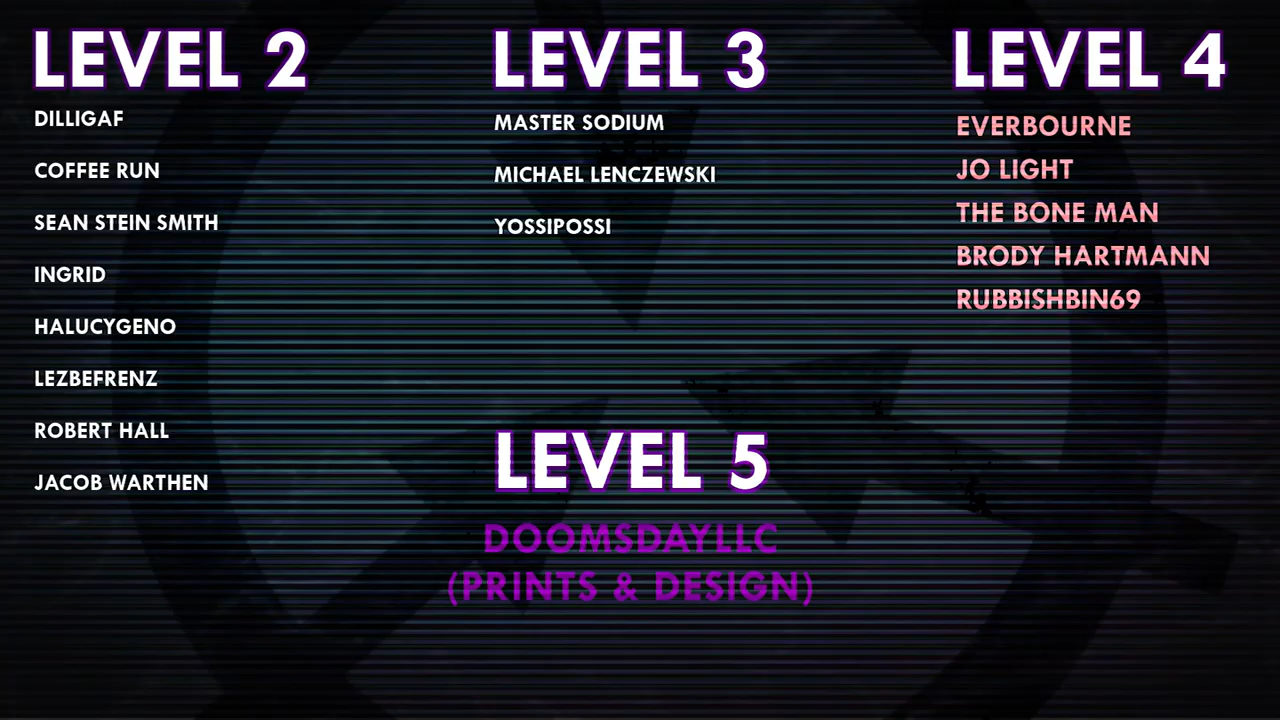 LEVEL 2
DILLIGAF
COFFEE RUN
SEAN STEIN SMITH
INGRID
HALUCYGENO
LEZBEFRENZ
ROBERT HALL
JACOB WARTHEN
LEVEL 3
MASTER SODIUM
MICHAEL LENCZEWSKI
YOSSIPOSSI
LEVEL 4
EVERBOURNE
JO LIGHT
THE BONE MAN
BRODY HARTMANN
RUBBISHBIN69
LEVEL 5
DOOMSDAYLLC
(PRINTS & DESIGN)